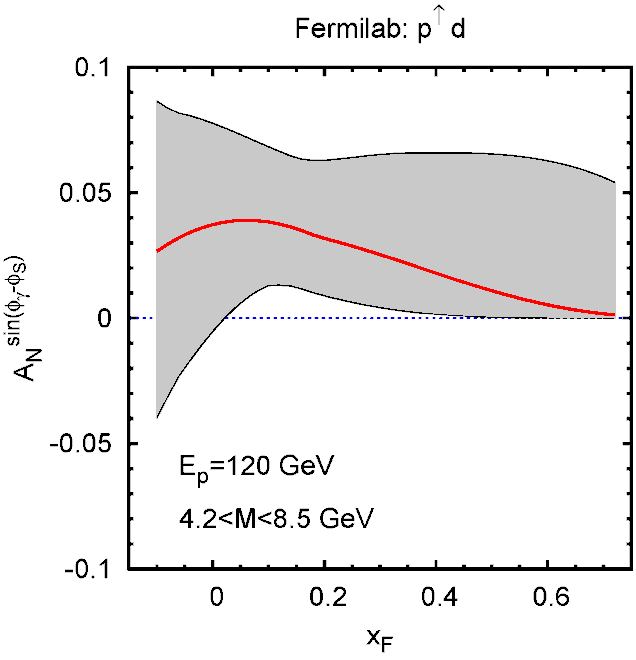 Fermilab: p↑ d
0.1
0.05
0
-0.05
-0.1
A_N^sin(ϕ_γ-ϕ_S)
E_p=120 GeV
4.2<M<8.5 GeV
0 0.2 0.4 0.6
x_F